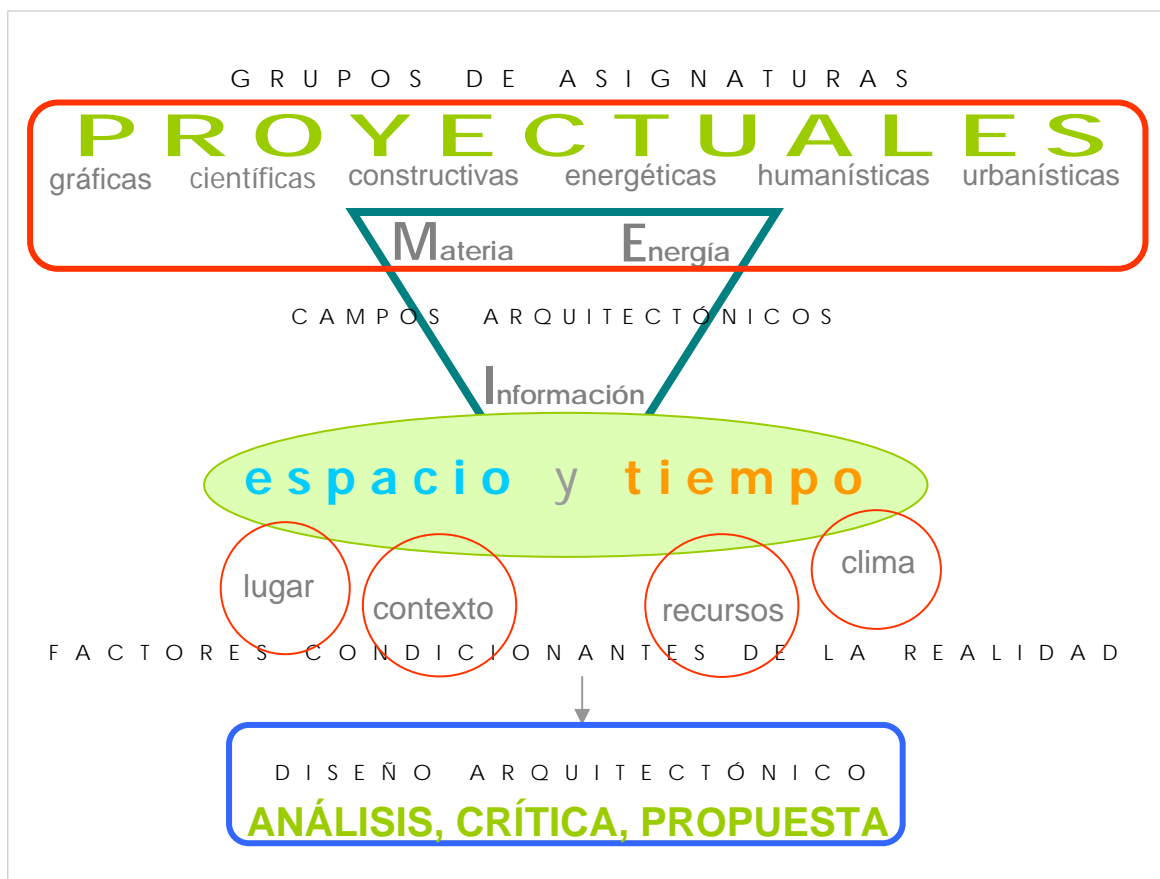 GRUPOS DE ASIGNATURAS
PROYECTUALES
gráficas científicas constructivas energéticas humanísticas urbanísticas
Materia Energía
CAMPOS ARQUITECTÓNICOS
Información
espacio y tiempo
clima
lugar
contexto recursos
FACTORES CONDICIONANTES DE LA REALIDAD
DISEÑO ARQUITECTÓNICO
ANÁLISIS, CRÍTICA, PROPUESTA